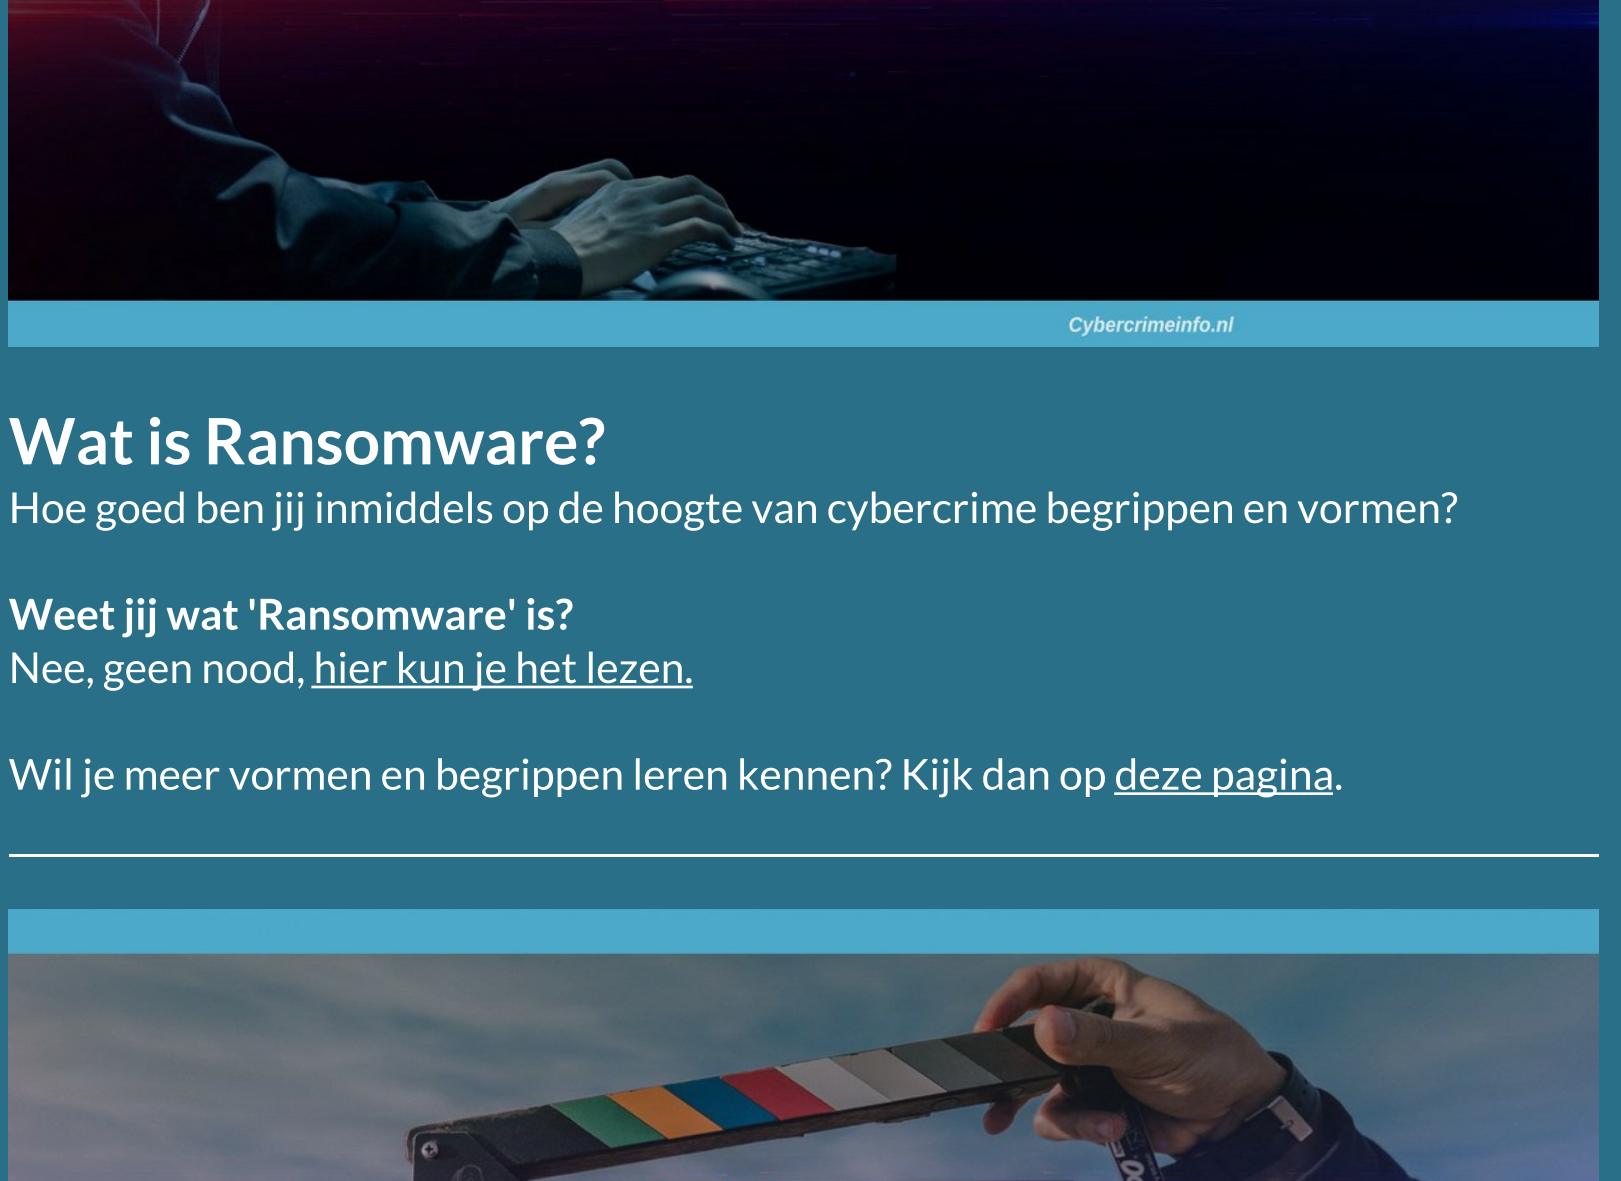 Cybercrimeinfo.nl
Wat is Ransomware?
Hoe goed ben jij inmiddels op de hoogte van cybercrime begrippen en vormen?
Weet jij wat 'Ransomware' is?
Nee, geen nood, hier kun je het lezen.
Wil je meer vormen en begrippen leren kennen? Kijk dan op deze pagina.